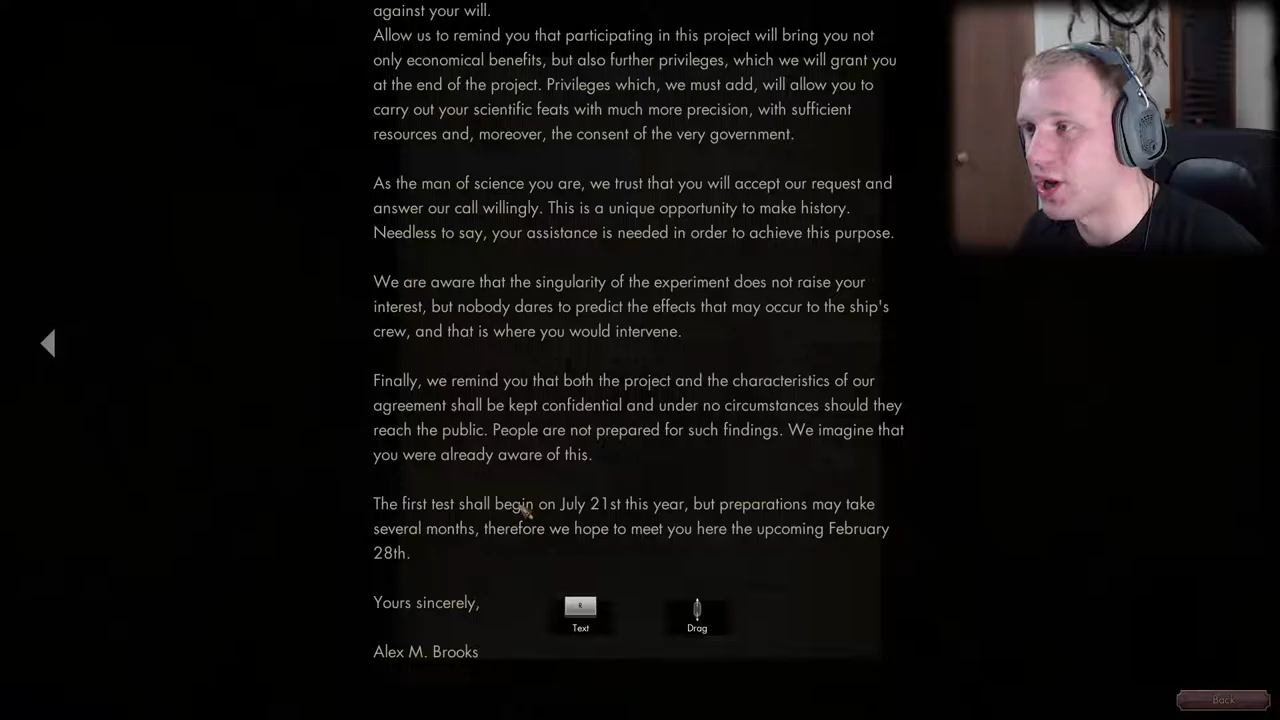 against your will.
Allow us to remind you that participating in this project will bring you not
only economical benefits, but also further privileges, which we will grant you
at the end of the project. Privileges which, we must add, will allow you to
carry out your scientific feats with much more precision, with sufficient
resources and, moreover, the consent of the very government.
As the man of science you are, we trust that you will accept our request and
answer our call willingly. This is a unique opportunity to make history.
Needless to say, your assistance is needed in order to achieve this purpose.
We are aware that the singularity of the experiment does not raise your
interest, but nobody dares to predict the effects that may occur to the ship's
crew, and that is where you would intervene.
Finally, we remind you that both the project and the characteristics of our
agreement shall be kept confidential and under no circumstances should they
reach the public. People are not prepared for such findings. We imagine that
you were already aware of this.
The first test shall begin on July 21st this year, but preparations may take
several months, therefore we hope to meet you here the upcoming February
28th.
Yours sincerely,
R
Text
Drag
Alex M. Brooks
Back